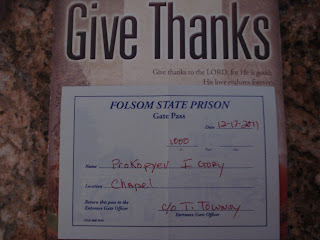 Give Thanks
Give thanks to the LORD, for He is good;
His love endures forever.
FOLSOM STATE PRISON
Gate Pass
Date 12-17-2011
1000
Name Prokopyev I
Location Chapel
Return this pass to the
Entrance Gate Officer
c/o T. Townsy
Entrance Gate Officer